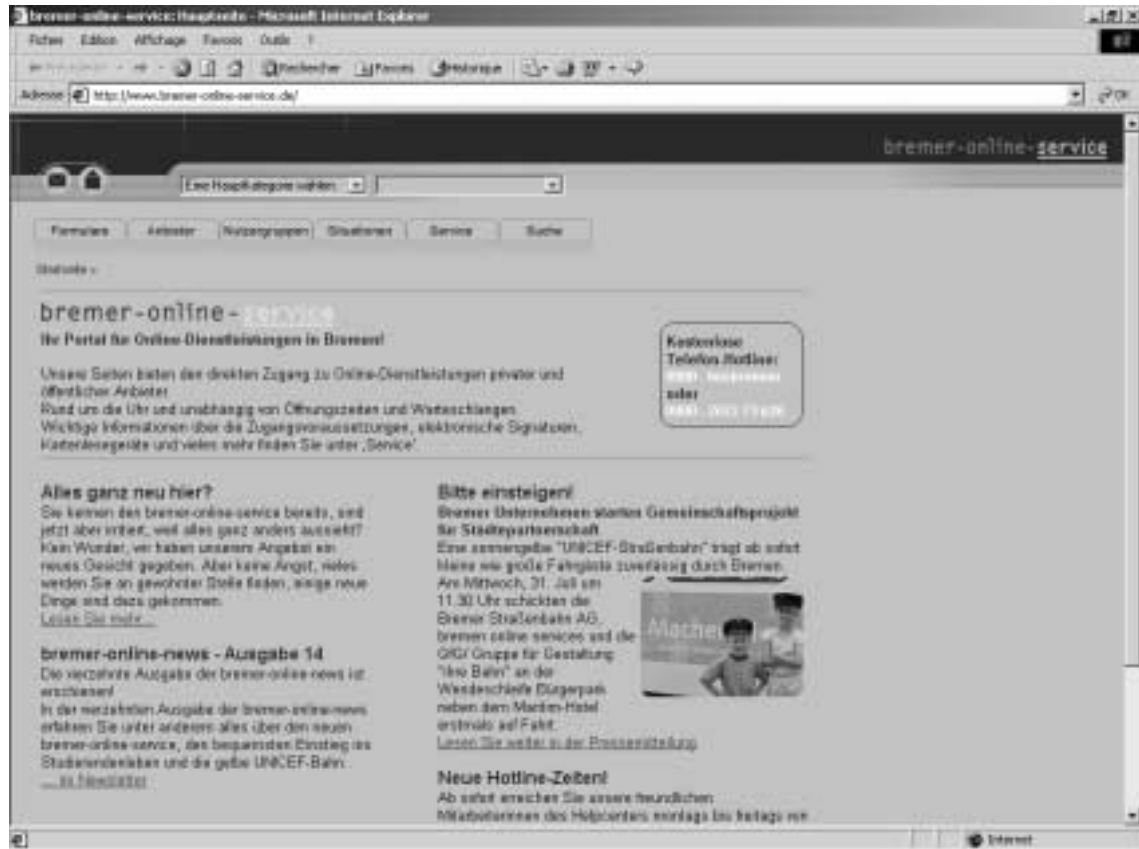 bremer-online-service: Hauptseite - Microsoft Internet Explorer
Fichier Edition Affichage Favoris Outils ?
Rechercher Favoris Historique
Adresse http://www.bremer-online-service.de/ OK
bremer-online-service
Eine Hauptkategorie wählen
Formulare Anbieter Nutzergruppen Situationen Service Suche
Startseite >
bremer-online-service
Ihr Portal für Online-Dienstleistungen in Bremen!
Kostenlose
Telefon-Hotline:
oder
Unsere Seiten bieten den direkten Zugang zu Online-Dienstleistungen privater und
öffentlicher Anbieter.
Rund um die Uhr und unabhängig von Öffnungszeiten und Warteschlangen.
Wichtige Informationen über die Zugangsvoraussetzungen, elektronische Signaturen,
Kartenlesegeräte und vieles mehr finden Sie unter ‚Service'.
Alles ganz neu hier?
Sie kennen den bremer-online-service bereits, sind
jetzt aber irritiert, weil alles ganz anders aussieht?
Kein Wunder, wir haben unserem Angebot ein
neues Gesicht gegeben. Aber keine Angst, vieles
werden Sie an gewohnter Stelle finden, einige neue
Dinge sind dazu gekommen.
Lesen Sie mehr...
bremer-online-news - Ausgabe 14
Die vierzehnte Ausgabe der bremer-online-news ist
erschienen!
In der vierzehnten Ausgabe der bremer-online-news
erfahren Sie unter anderem alles über den neuen
bremer-online-service, den bequemsten Einstieg ins
Studierendenleben und die gelbe UNICEF-Bahn.
... im Newsletter
Bitte einsteigen!
Bremer Unternehmen starten Gemeinschaftsprojekt
für Städtepartnerschaft
Eine sonnengelbe "UNICEF-Straßenbahn" trägt ab sofort
kleine wie große Fahrgäste zuverlässig durch Bremen.
Am Mittwoch, 31. Juli um
11.30 Uhr schickten die
Bremer Straßenbahn AG,
bremen online services und die
GfG/ Gruppe für Gestaltung
"ihre Bahn" an der
Wendeschleife Bürgerpark
neben dem Maritim-Hotel
erstmals auf Fahrt.
Lesen Sie weiter in der Pressemitteilung
Mache
Neue Hotline-Zeiten!
Ab sofort erreichen Sie unsere freundlichen
Mitarbeiterinnen des Helpcenters montags bis freitags von
Internet